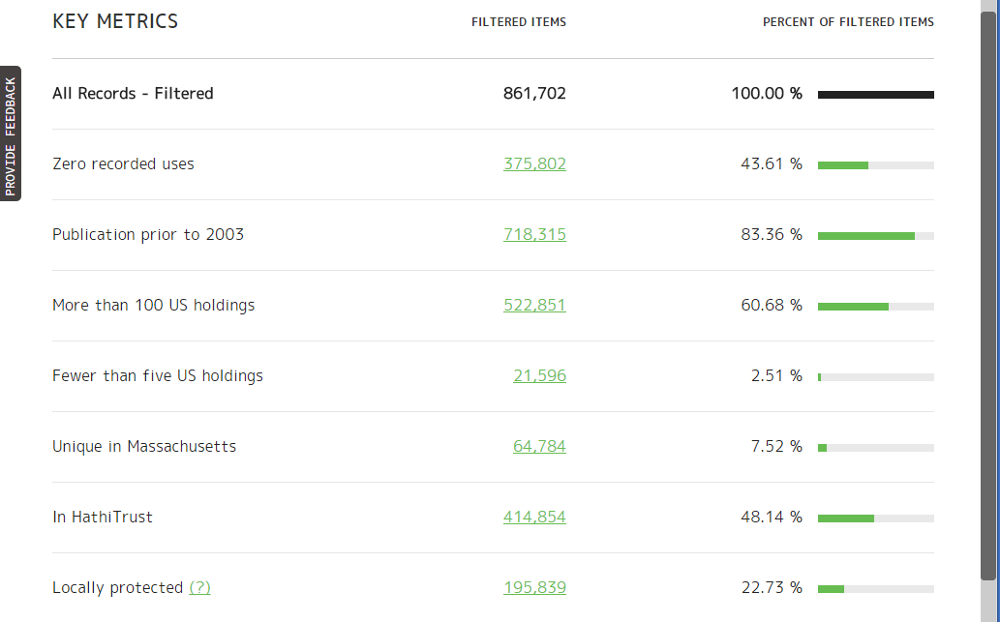 KEY METRICS FILTERED ITEMS PERCENT OF FILTERED ITEMS
PROVIDE FEEDBACK
All Records - Filtered 861,702 100.00 %
Zero recorded uses 375,802 43.61 %
Publication prior to 2003 718,315 83.36 %
More than 100 US holdings 522,851 60.68 %
Fewer than five US holdings 21,596 2.51 %
Unique in Massachusetts 64,784 7.52 %
In HathiTrust 414,854 48.14 %
Locally protected (?) 195,839 22.73 %